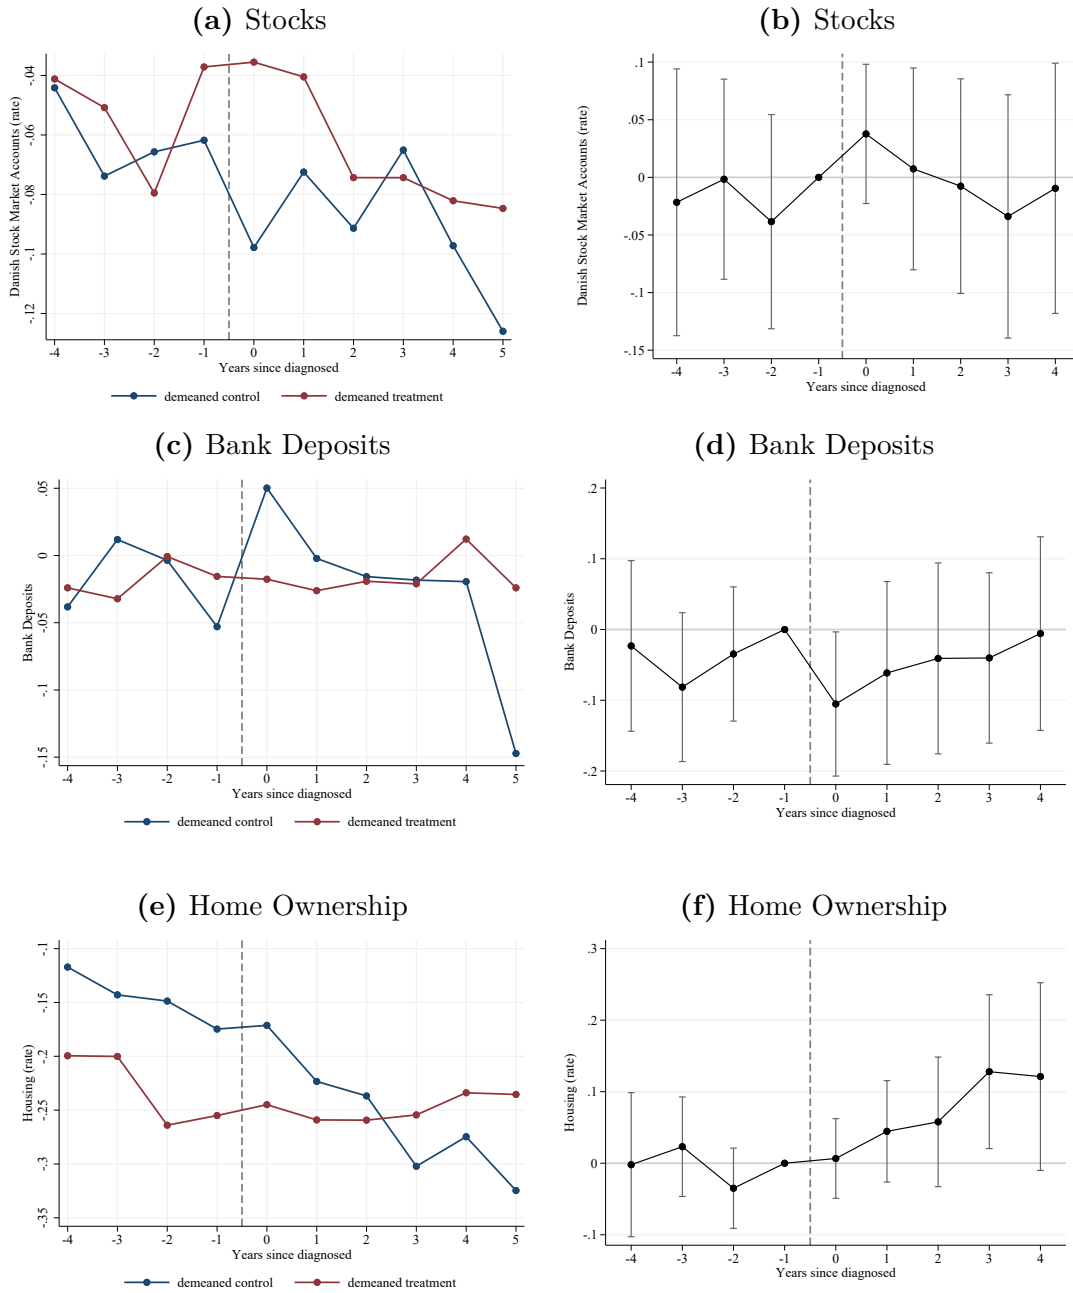 (a) Stocks
Danish Stock Market Accounts (rate)
-.04
-.06
-.08
-.1
-.12
-4 -3 -2 -1 0 1 2 3 4 5
Years since diagnosed
demeaned control demeaned treatment
(b) Stocks
Danish Stock Market Accounts (rate)
.1
.05
0
-.05
-.1
-.15
-4 -3 -2 -1 0 1 2 3 4
Years since diagnosed
(c) Bank Deposits
Bank Deposits
.05
0
-.05
-.1
-.15
-4 -3 -2 -1 0 1 2 3 4 5
Years since diagnosed
demeaned control demeaned treatment
(d) Bank Deposits
Bank Deposits
.2
.1
0
-.1
-.2
-4 -3 -2 -1 0 1 2 3 4
Years since diagnosed
(e) Home Ownership
Housing (rate)
-.1
-.15
-.2
-.25
-.3
-.35
-4 -3 -2 -1 0 1 2 3 4 5
Years since diagnosed
demeaned control demeaned treatment
(f) Home Ownership
Housing (rate)
.3
.2
.1
0
-.1
-4 -3 -2 -1 0 1 2 3 4
Years since diagnosed